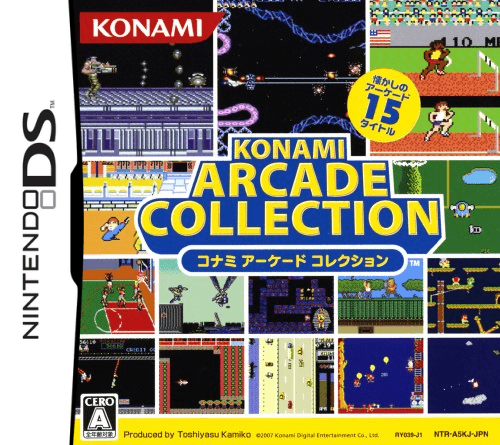 KONAMI
110 M
懐かしの
アーケード
15
タイトル
KONAMI
ARCADE
COLLECTION
コナミ アーケード コレクション
TM
NINTENDO DS
TM
CERO
A
全年齢対象
Produced by Toshiyasu Kamiko
©2007 Konami Digital Entertainment Co., Ltd.
RY039-J1
NTR-A5KJ-JPN